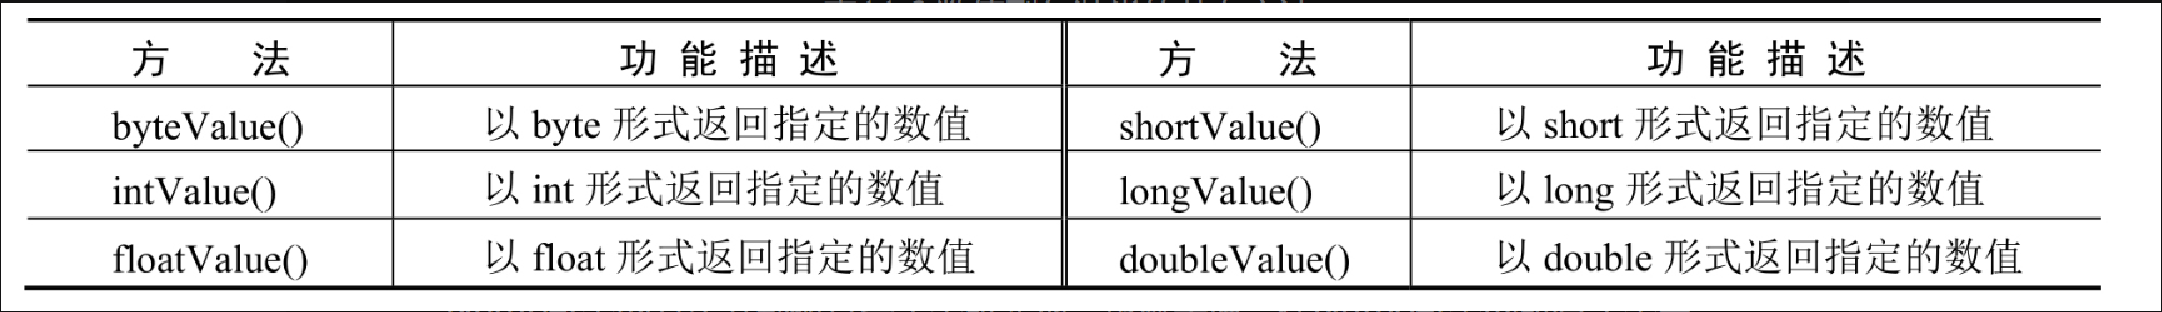 方 法 功能描述 方 法 功能描述
byteValue() 以 byte 形式返回指定的数值 shortValue() 以 short 形式返回指定的数值
intValue() 以 int 形式返回指定的数值 longValue() 以 long 形式返回指定的数值
floatValue() 以 float 形式返回指定的数值 doubleValue() 以 double 形式返回指定的数值